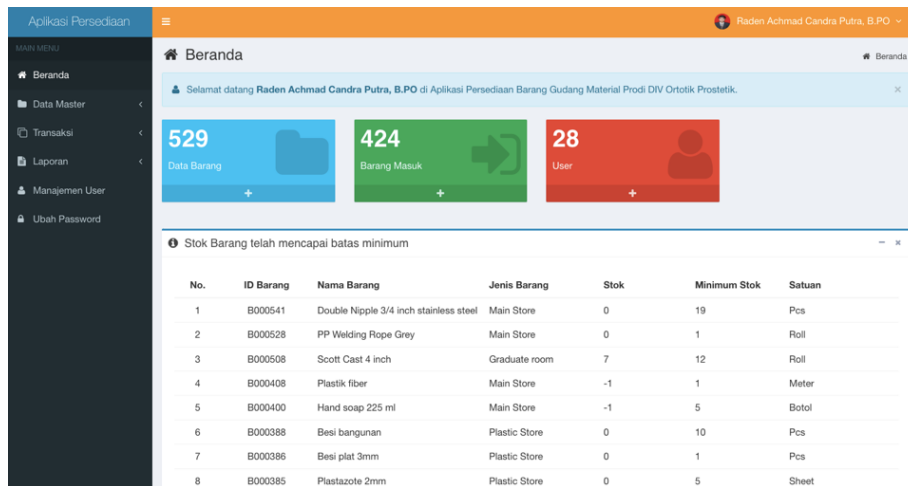 Aplikasi Persediaan
Raden Achmad Candra Putra, B.PO
MAIN MENU
Beranda
Data Master
Transaksi
Laporan
Manajemen User
Ubah Password
Beranda
Beranda
Selamat datang Raden Achmad Candra Putra, B.PO di Aplikasi Persediaan Barang Gudang Material Prodi DIV Ortotik Prostetik.
529
Data Barang
424
Barang Masuk
28
User
Stok Barang telah mencapai batas minimum
No. ID Barang Nama Barang Jenis Barang Stok Minimum Stok Satuan
1 B000541 Double Nipple 3/4 inch stainless steel Main Store 0 19 Pcs
2 B000528 PP Welding Rope Grey Main Store 0 1 Roll
3 B000508 Scott Cast 4 inch Graduate room 7 12 Roll
4 B000408 Plastik fiber Main Store -1 1 Meter
5 B000400 Hand soap 225 ml Main Store -1 5 Botol
6 B000388 Besi bangunan Plastic Store 0 10 Pcs
7 B000386 Besi plat 3mm Plastic Store 0 1 Pcs
8 B000385 Plastazote 2mm Plastic Store 0 5 Sheet